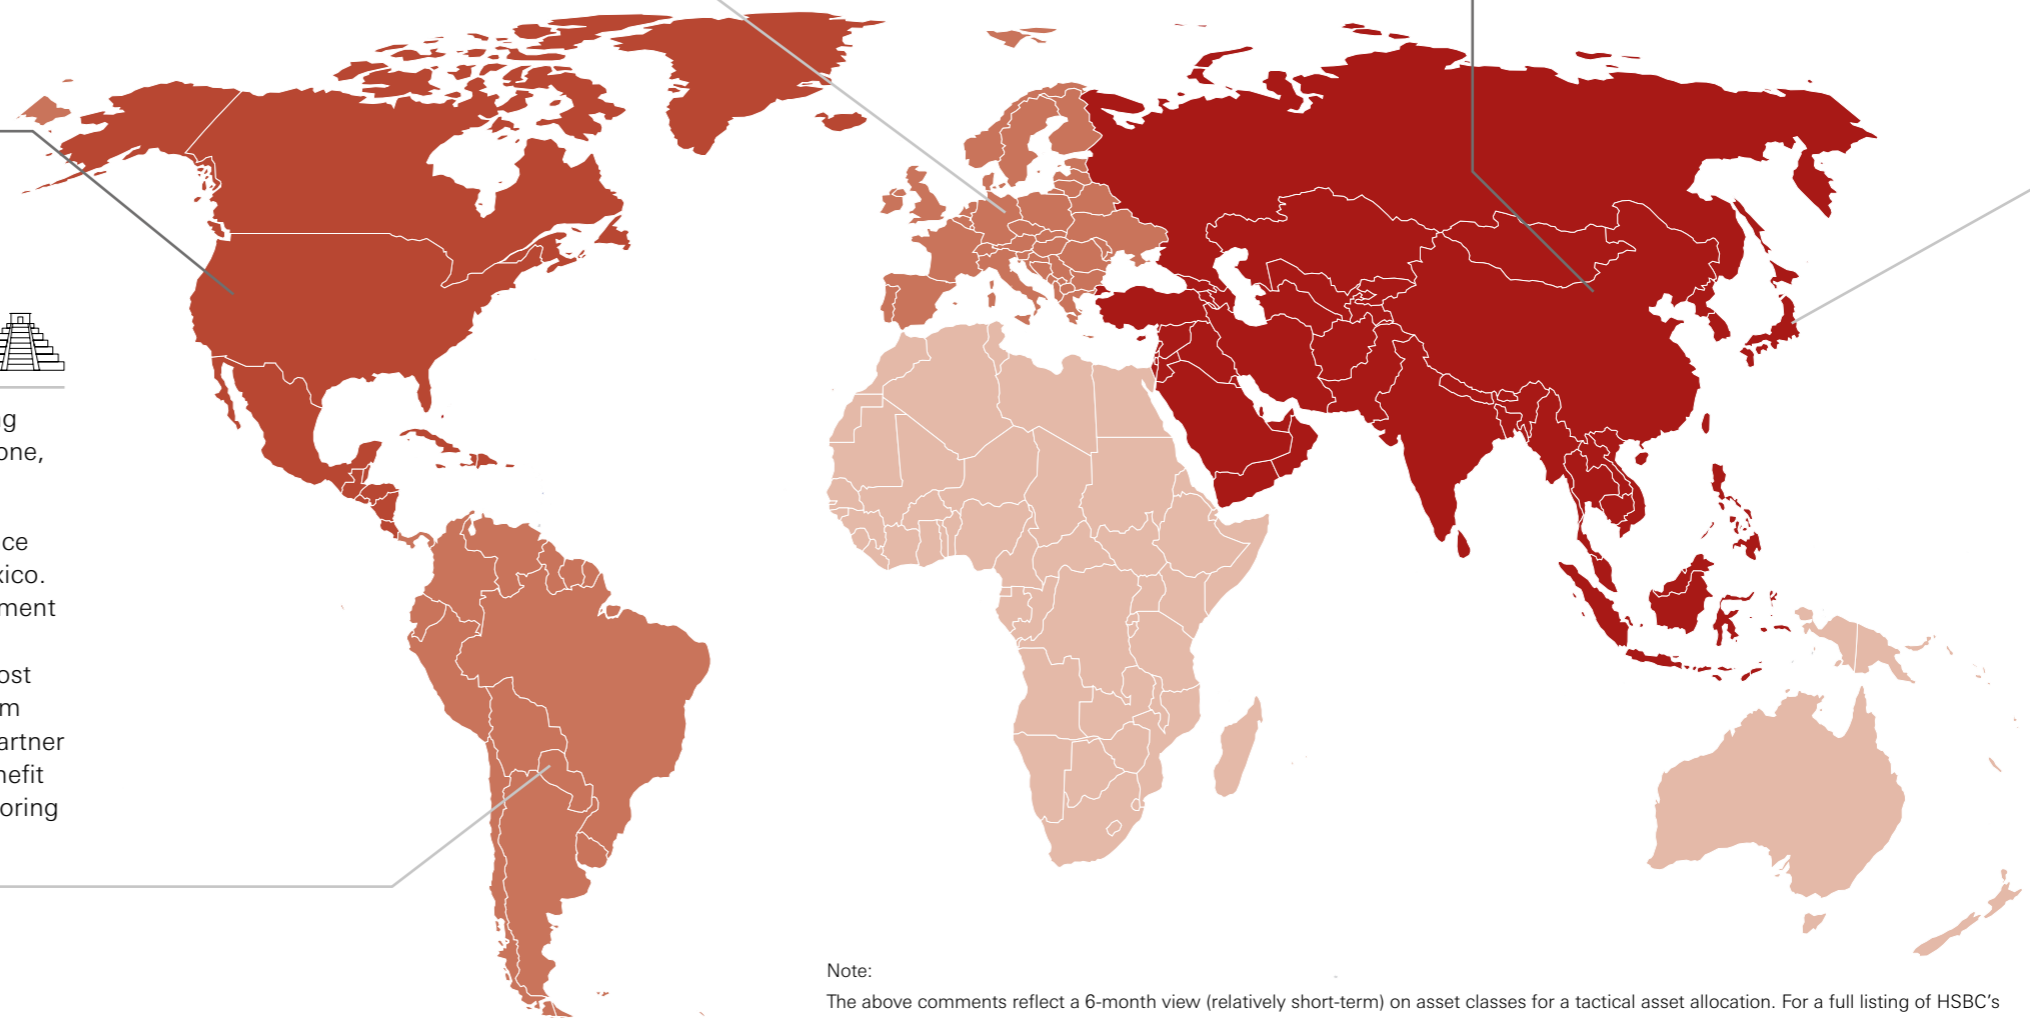 ng
one,
ce
xico.
ment
ost
m
artner
nefit
oring
Note:
The above comments reflect a 6-month view (relatively short-term) on asset classes for a tactical asset allocation. For a full listing of HSBC's